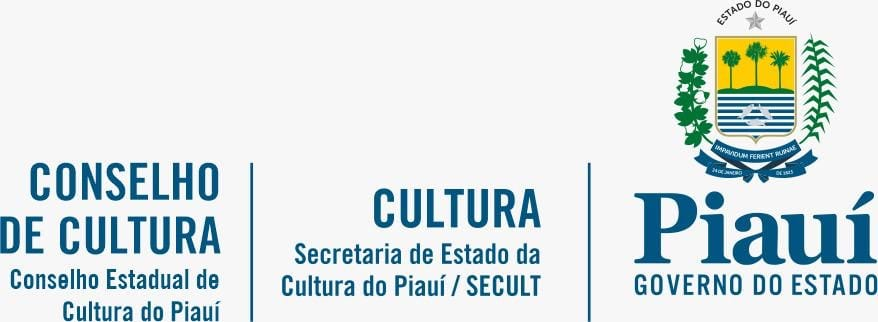 CONSELHO
DE CULTURA
Conselho Estadual de
Cultura do Piauí
CULTURA
Secretaria de Estado da
Cultura do Piauí / SECULT
ESTADO DO PIAUÍ
IMPAVIDUM FERIENT RUINAE
24 DE JANEIRO DE 1823
Piauí
GOVERNO DO ESTADO